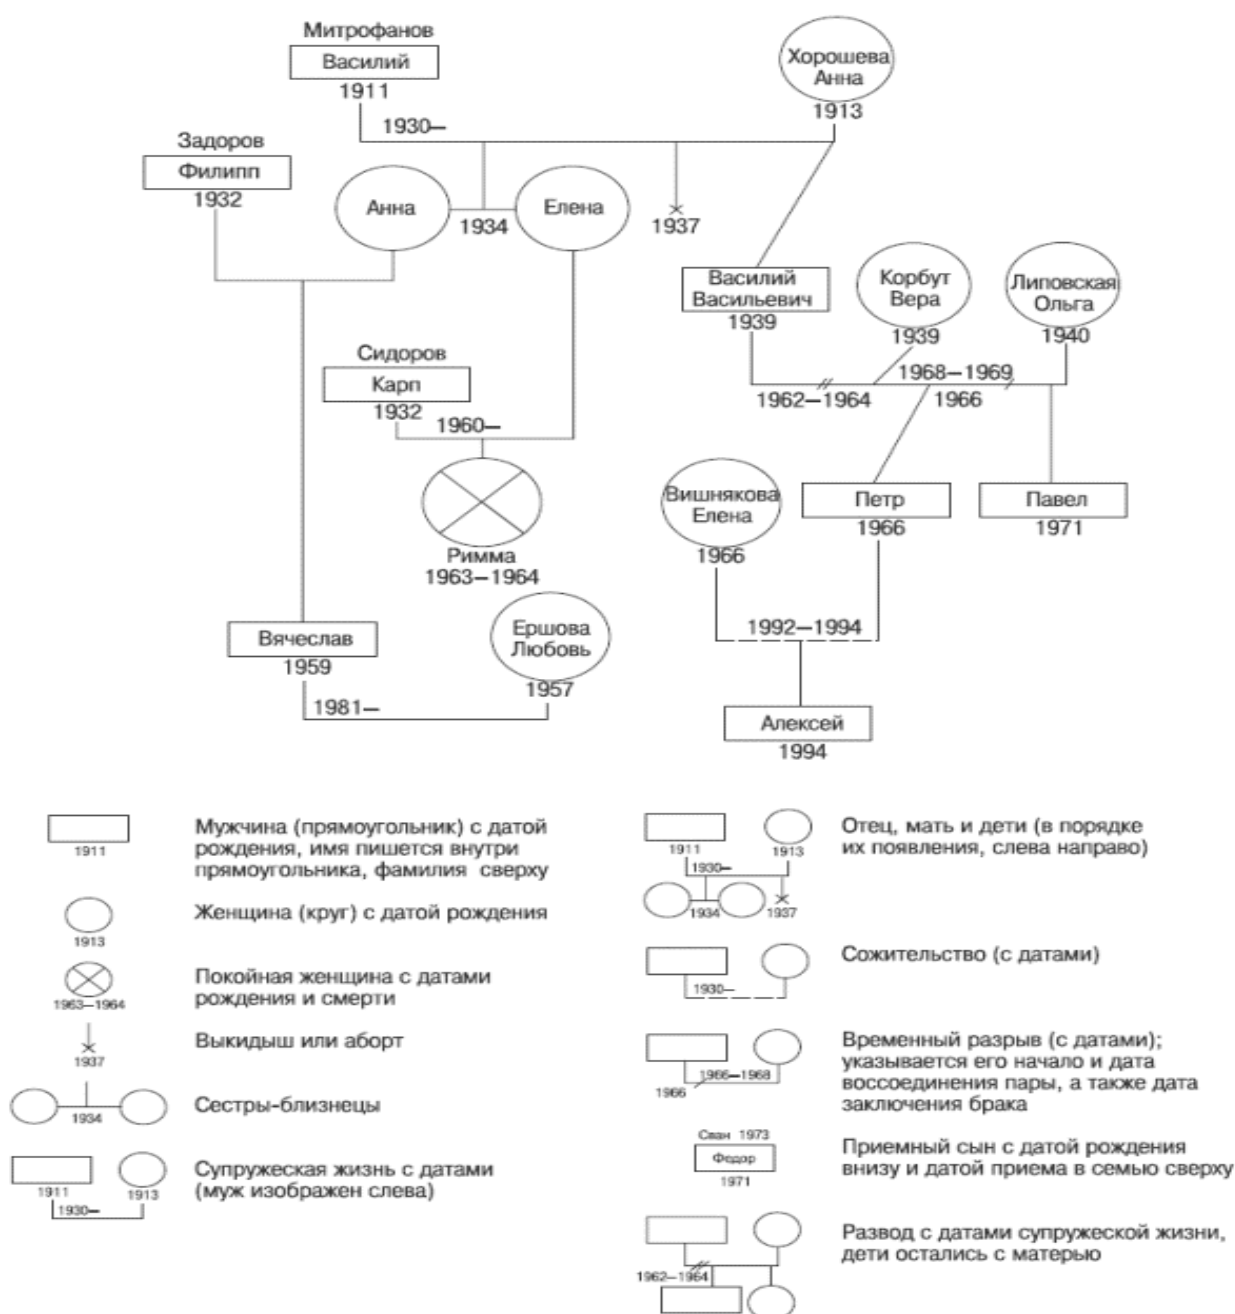 Митрофанов
Василий
1911
Хорошева
Анна
1913
1930–
Задоров
Филипп
1932
Анна
1934
Елена
1937
Василий
Васильевич
1939
Корбут
Вера
1939
Липовская
Ольга
1940
Сидоров
Карп
1932
1968–1969
1962–1964
1966
1960–
Вишнякова
Елена
1966
Петр
1966
Павел
1971
Римма
1963–1964
Вячеслав
1959
Ершова
Любовь
1957
1992–1994
1981–
Алексей
1994
1911
Мужчина (прямоугольник) с датой
рождения, имя пишется внутри
прямоугольника, фамилия сверху
1913
Женщина (круг) с датой рождения
1963–1964
Покойная женщина с датами
рождения и смерти
1937
Выкидыш или аборт
1934
Сестры-близнецы
1911
1913
1930–
Супружеская жизнь с датами
(муж изображен слева)
1911
1913
1930–
1934
1937
Отец, мать и дети (в порядке
их появления, слева направо)
1930–
Сожительство (с датами)
1966–1968
1966
Временный разрыв (с датами);
указывается его начало и дата
воссоединения пары, а также дата
заключения брака
Сван 1973
Федор
1971
Приемный сын с датой рождения
внизу и датой приема в семью сверху
1962–1964
Развод с датами супружеской жизни,
дети остались с матерью